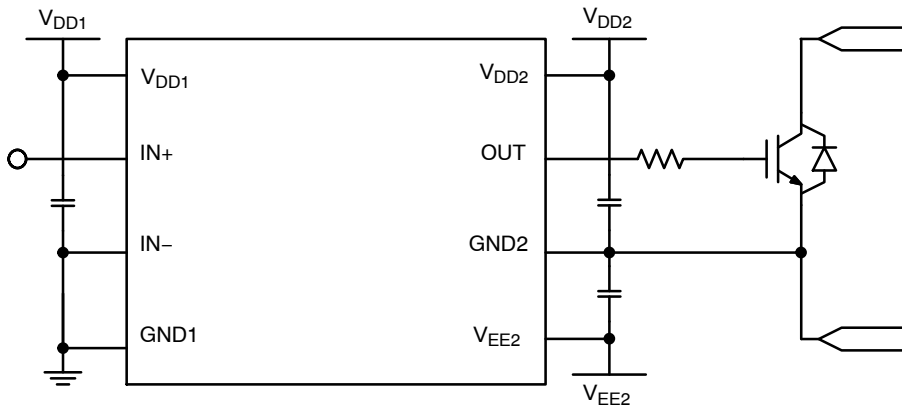 VDD1
VDD2
VDD1
VDD2
IN+
OUT
IN−
GND2
GND1
VEE2
VEE2